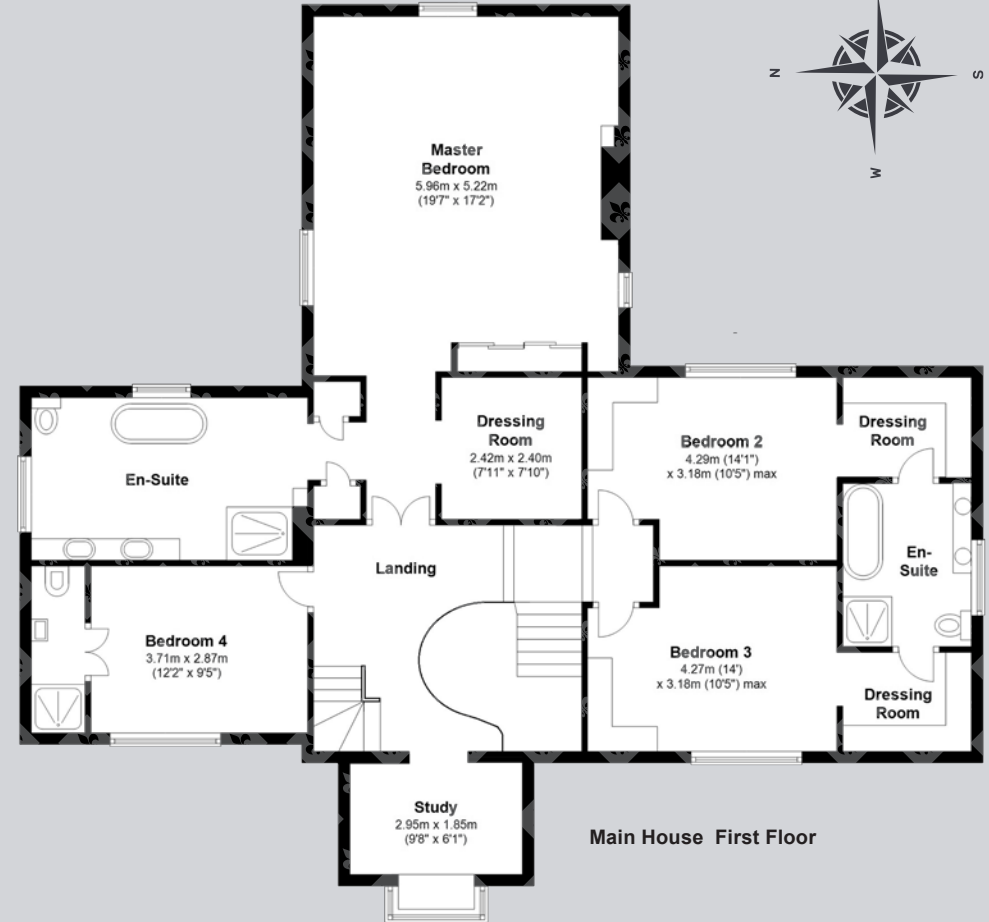 N
S
W
Master
Bedroom
5.96m x 5.22m
(19'7" x 17'2")
Dressing
Room
2.42m x 2.40m
(7'11" x 7'10")
Bedroom 2
4.29m (14'1")
x 3.18m (10'5") max
Dressing
Room
En-Suite
En-
Suite
Landing
Bedroom 4
3.71m x 2.87m
(12'2" x 9'5")
Bedroom 3
4.27m (14')
x 3.18m (10'5") max
Dressing
Room
Study
2.95m x 1.85m
(9'8" x 6'1")
Main House First Floor